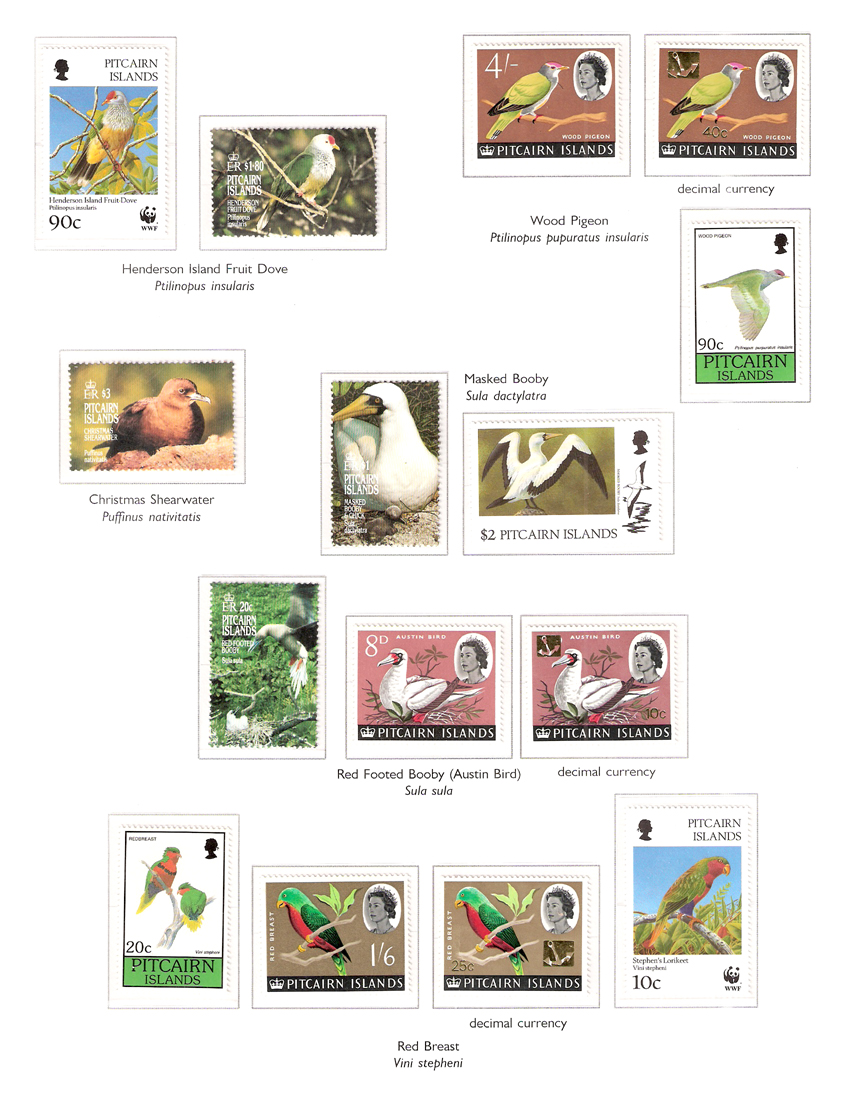 PITCAIRN
ISLANDS
Henderson Island Fruit-Dove
Ptilinopus insularis
90c
WWF
E R $1·80
PITCAIRN
ISLANDS
HENDERSON
FRUIT DOVE
Ptilinopus
insularis
Henderson Island Fruit Dove
Ptilinopus insularis
4/-
WOOD PIGEON
PITCAIRN ISLANDS
40c
WOOD PIGEON
PITCAIRN ISLANDS
decimal currency
Wood Pigeon
Ptilinopus pupuratus insularis
WOOD PIGEON
90c
Ptilinopus purpuratus insularis
PITCAIRN
ISLANDS
E R $3
PITCAIRN
ISLANDS
CHRISTMAS
SHEARWATER
Puffinus
nativitatis
Christmas Shearwater
Puffinus nativitatis
Masked Booby
Sula dactylatra
E R $1
PITCAIRN
ISLANDS
MASKED
BOOBY
& CHICK
Sula
dactylatra
$2 PITCAIRN ISLANDS
E R 20c
PITCAIRN
ISLANDS
RED-FOOTED
BOOBY
Sula sula
8D
AUSTIN BIRD
PITCAIRN ISLANDS
AUSTIN BIRD
10c
PITCAIRN ISLANDS
Red Footed Booby (Austin Bird)
Sula sula
decimal currency
REDBREAST
20c
Vini stepheni
PITCAIRN
ISLANDS
RED BREAST
1/6
PITCAIRN ISLANDS
RED BREAST
25c
PITCAIRN ISLANDS
decimal currency
PITCAIRN
ISLANDS
Stephen's Lorikeet
Vini stepheni
10c
WWF
Red Breast
Vini stepheni